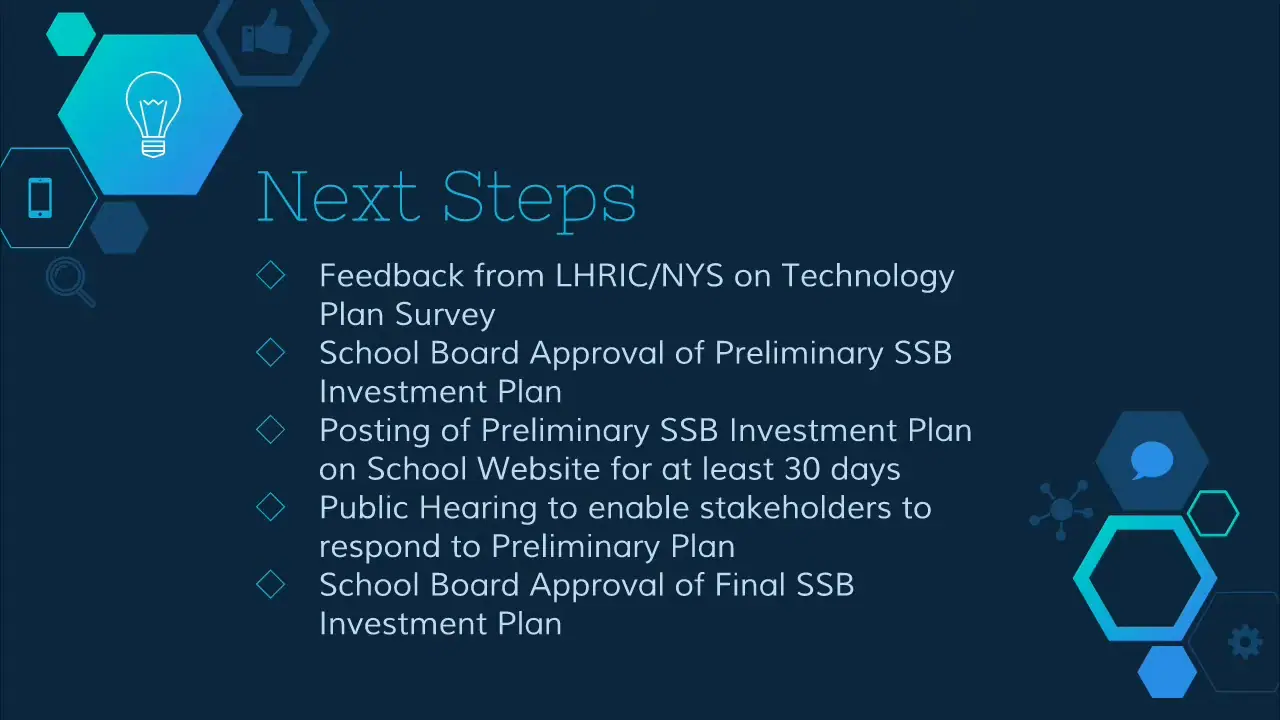 Next Steps
Feedback from LHRIC/NYS on Technology
Plan Survey
School Board Approval of Preliminary SSB
Investment Plan
Posting of Preliminary SSB Investment Plan
on School Website for at least 30 days
Public Hearing to enable stakeholders to
respond to Preliminary Plan
School Board Approval of Final SSB
Investment Plan